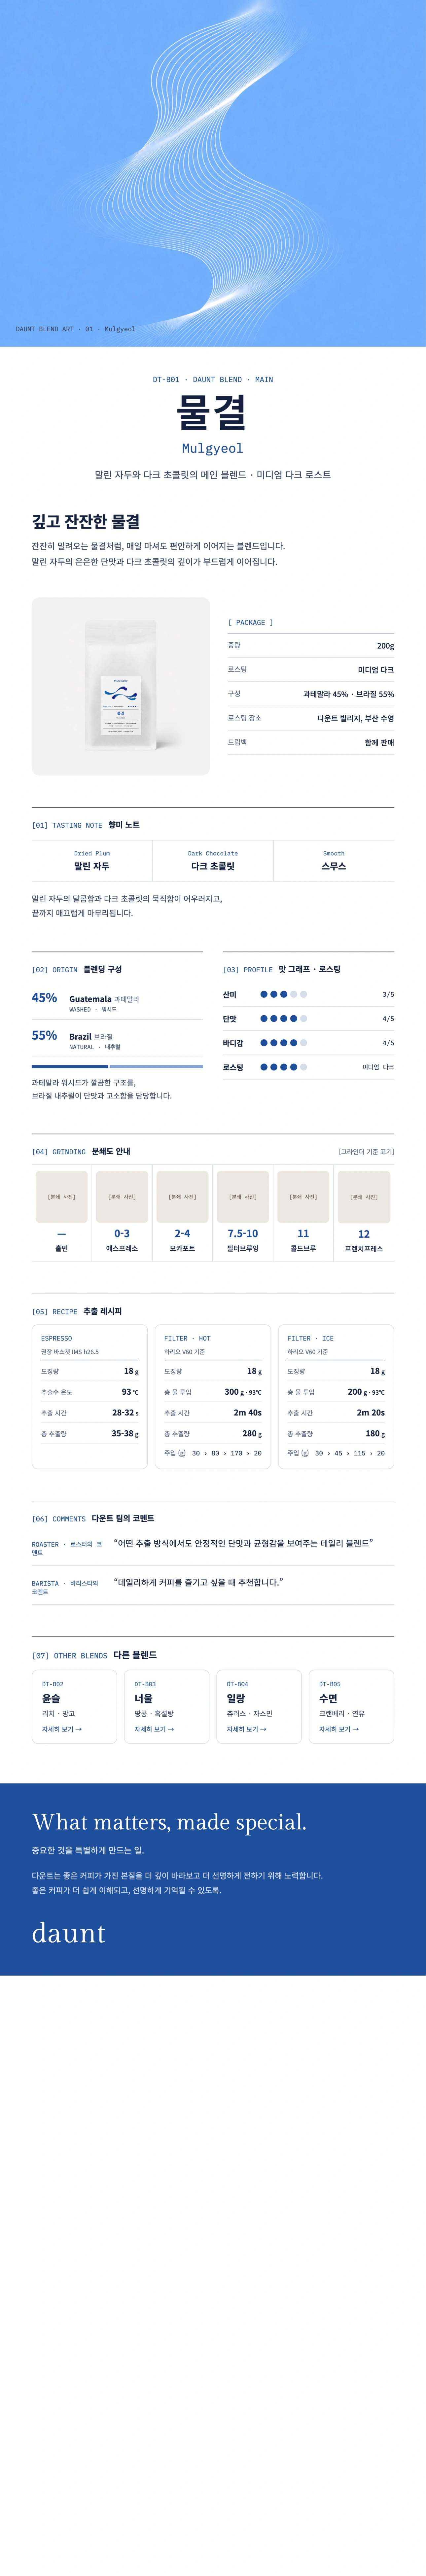 DAUNT BLEND ART · 01 · Mulgyeol
DT-B01 · DAUNT BLEND · MAIN
물결
Mulgyeol
말린 자두와 다크 초콜릿의 메인 블렌드 · 미디엄 다크 로스트
깊고 잔잔한 물결
잔잔히 밀려오는 물결처럼, 매일 마셔도 편안하게 이어지는 블렌드입니다.
말린 자두의 은은한 단맛과 다크 초콜릿의 깊이가 부드럽게 이어집니다.
물결
[ PACKAGE ]
중량 200g
로스팅 미디엄 다크
구성 과테말라 45% · 브라질 55%
로스팅 장소 다운트 빌리지, 부산 수영
드립백 함께 판매
[01] TASTING NOTE 향미 노트
Dried Plum
말린 자두
Dark Chocolate
다크 초콜릿
Smooth
스무스
말린 자두의 달콤함과 다크 초콜릿의 묵직함이 어우러지고,
끝까지 매끄럽게 마무리됩니다.
[02] ORIGIN 블렌딩 구성
45% Guatemala 과테말라
WASHED · 워시드
55% Brazil 브라질
NATURAL · 내추럴
과테말라 워시드가 깔끔한 구조를,
브라질 내추럴이 단맛과 고소함을 담당합니다.
[03] PROFILE 맛 그래프 · 로스팅
산미 3/5
단맛 4/5
바디감 4/5
로스팅 미디엄 다크
[04] GRINDING 분쇄도 안내 [그라인더 기준 표기]
[분쇄 사진] [분쇄 사진] [분쇄 사진] [분쇄 사진] [분쇄 사진] [분쇄 사진]
— 0-3 2-4 7.5-10 11 12
홀빈 에스프레소 모카포트 필터브루잉 콜드브루 프렌치프레스
[05] RECIPE 추출 레시피
ESPRESSO
권장 바스켓 IMS h26.5
도징량 18 g
추출수 온도 93 °C
추출 시간 28-32 s
총 추출량 35-38 g
FILTER · HOT
하리오 V60 기준
도징량 18 g
총 물 투입 300 g · 93°C
추출 시간 2m 40s
총 추출량 280 g
주입 (g) 30 › 80 › 170 › 20
FILTER · ICE
하리오 V60 기준
도징량 18 g
총 물 투입 200 g · 93°C
추출 시간 2m 20s
총 추출량 180 g
주입 (g) 30 › 45 › 115 › 20
[06] COMMENTS 다운트 팀의 코멘트
ROASTER · 로스터의 코
멘트
“어떤 추출 방식에서도 안정적인 단맛과 균형감을 보여주는 데일리 블렌드”
BARISTA · 바리스타의
코멘트
“데일리하게 커피를 즐기고 싶을 때 추천합니다.”
[07] OTHER BLENDS 다른 블렌드
DT-B02
윤슬
리치 · 망고
자세히 보기 →
DT-B03
너울
땅콩 · 흑설탕
자세히 보기 →
DT-B04
일랑
츄러스 · 자스민
자세히 보기 →
DT-B05
수면
크랜베리 · 연유
자세히 보기 →
What matters, made special.
중요한 것을 특별하게 만드는 일.
다운트는 좋은 커피가 가진 본질을 더 깊이 바라보고 더 선명하게 전하기 위해 노력합니다.
좋은 커피가 더 쉽게 이해되고, 선명하게 기억될 수 있도록.
daunt